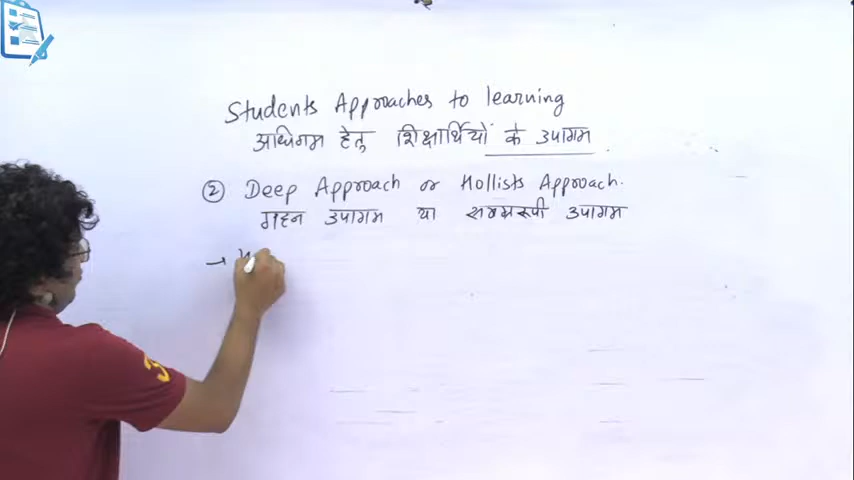 Students Approaches to learning
अधिगम हेतु शिक्षार्थियों के उपागम
② Deep Approach or Hollists Approach.
गहन उपागम या समग्ररूपी उपागम
→